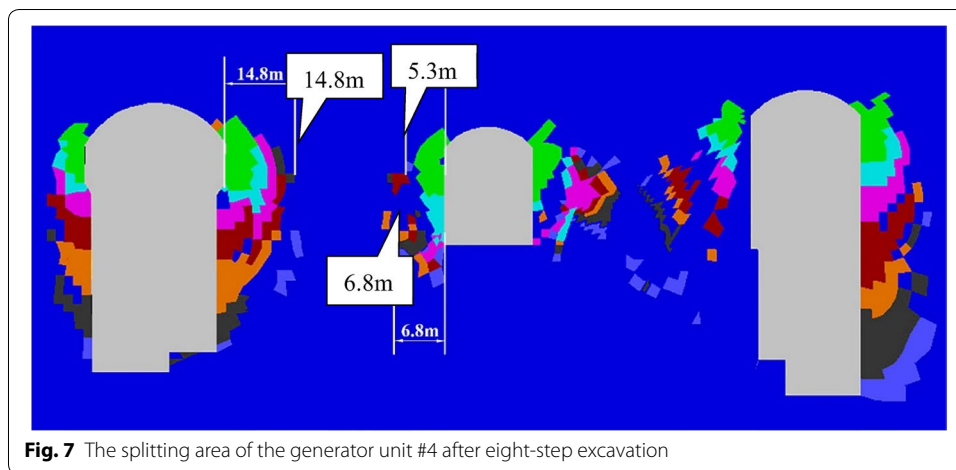 14.8m
14.8m
5.3m
6.8m
6.8m
Fig. 7 The splitting area of the generator unit #4 after eight-step excavation